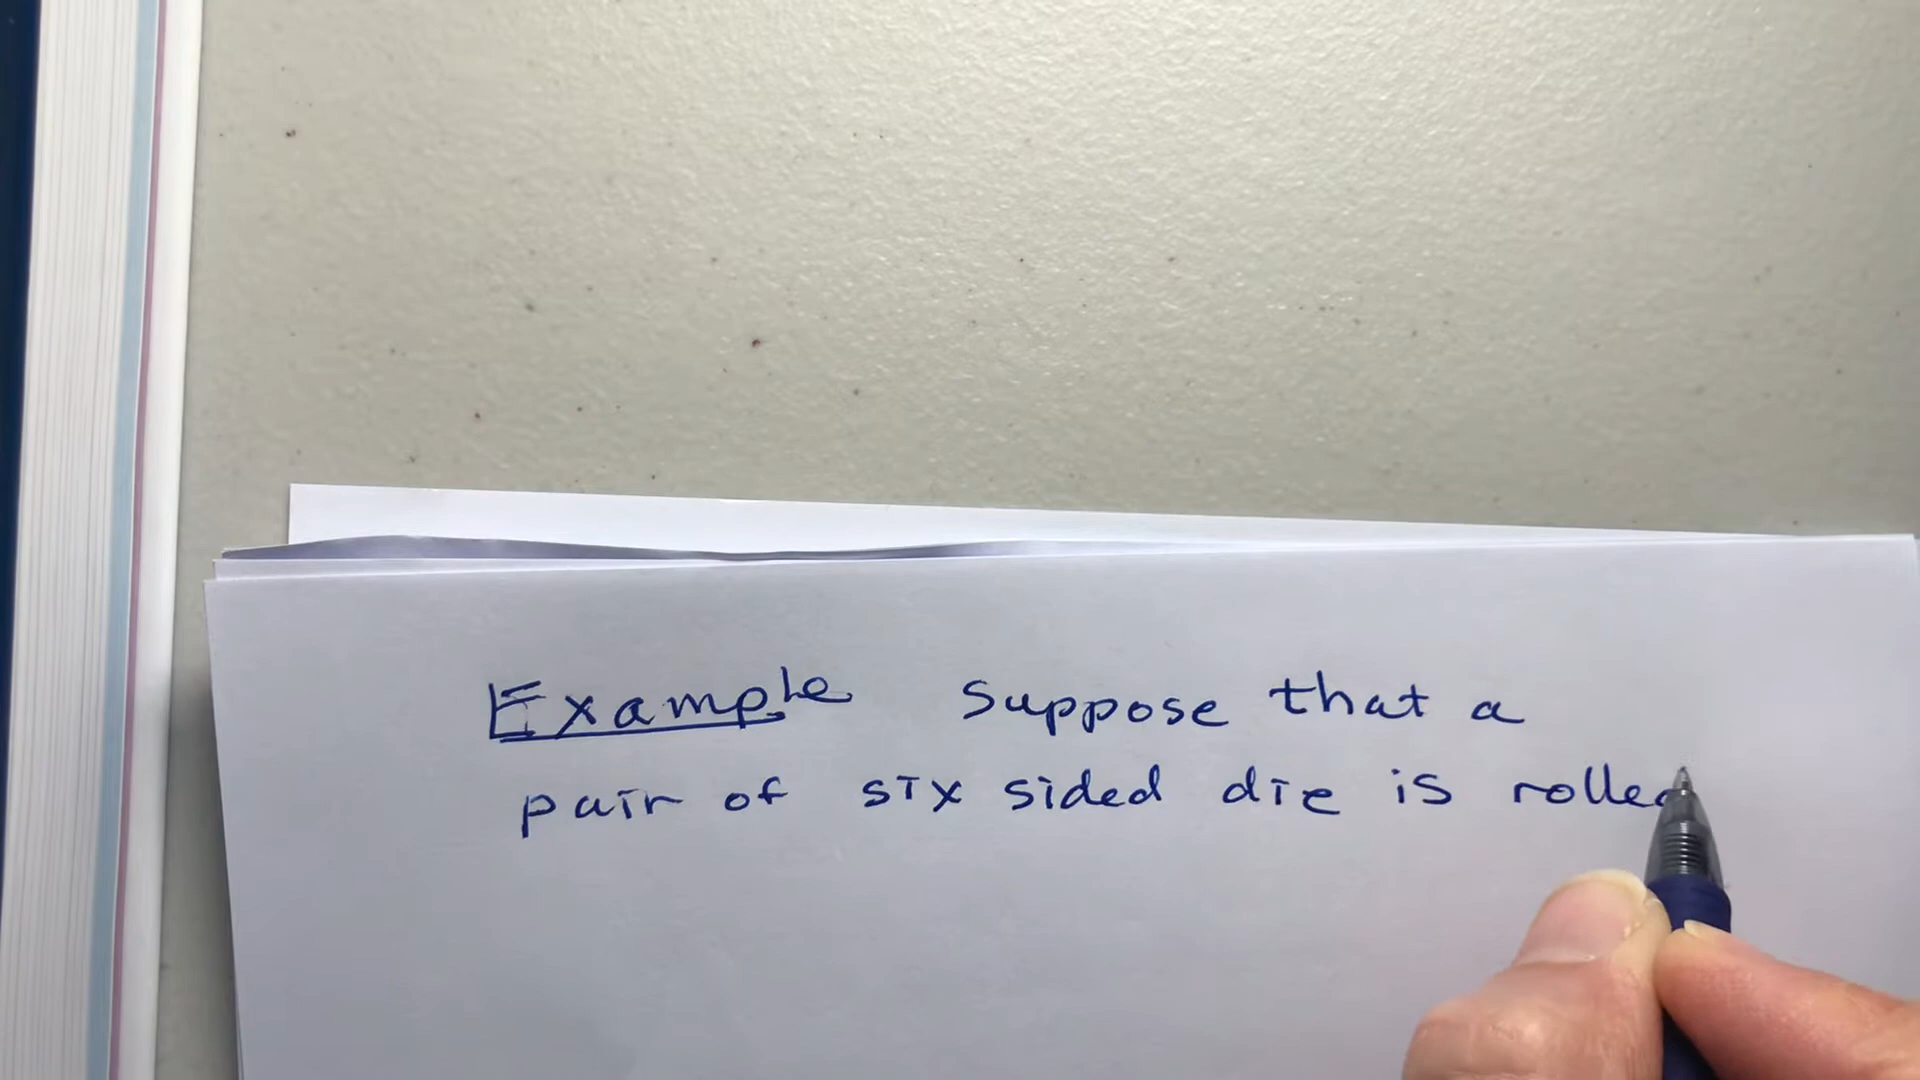 Example Suppose that a
pair of six sided die is rolled